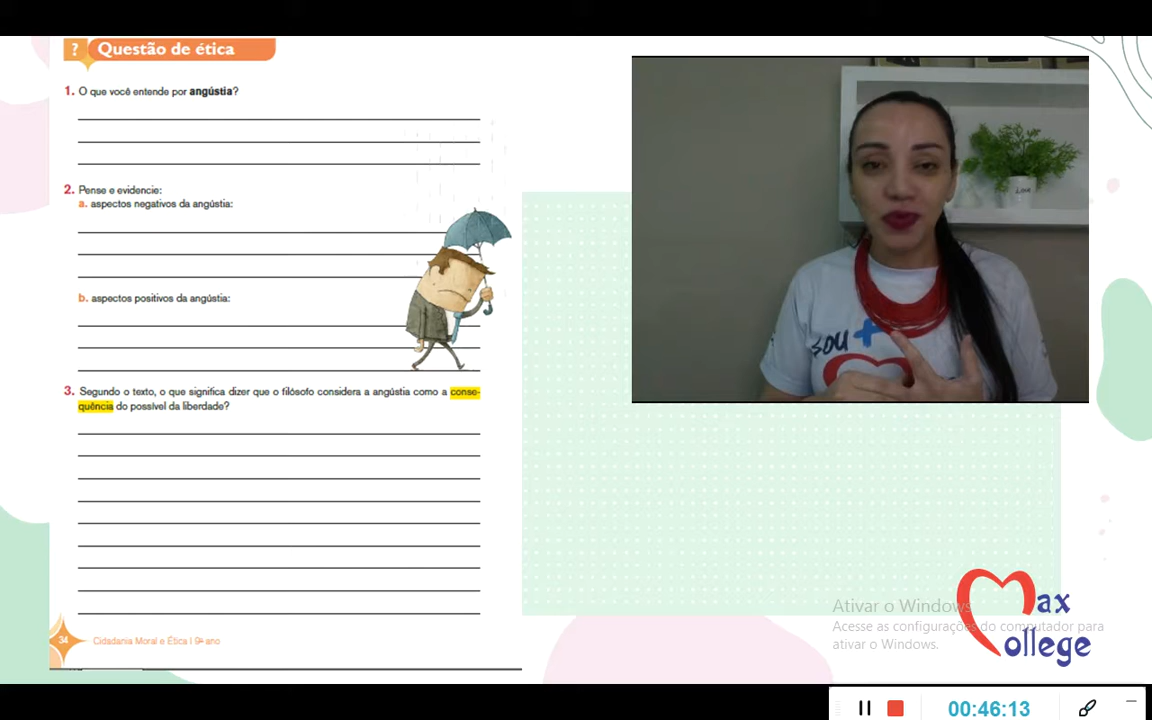 ? Questão de ética
1. O que você entende por angústia?
2. Pense e evidencie:
a. aspectos negativos da angústia:
b. aspectos positivos da angústia:
3. Segundo o texto, o que significa dizer que o filósofo considera a angústia como a conse-
quência do possível da liberdade?
34 Cidadania Moral e Ética | 9º ano
LOVE
SOU +
Ativar o Windows
Acesse as configurações do computador para
ativar o Windows.
Max
College
00:46:13